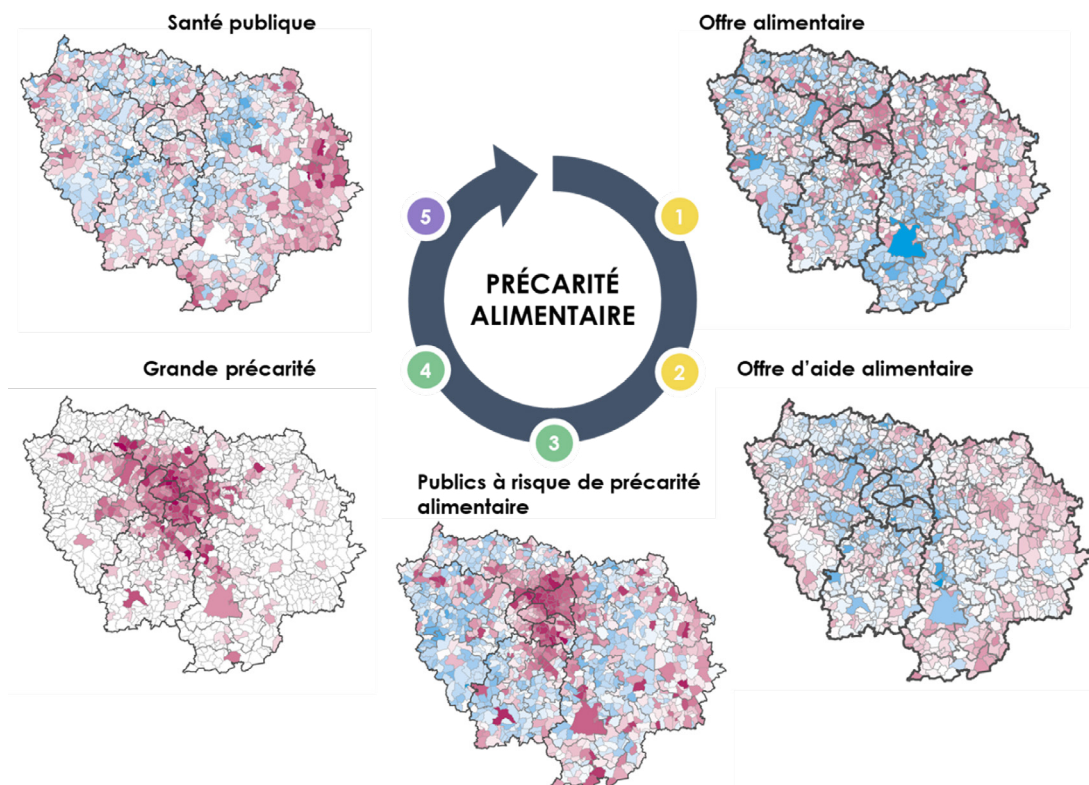 Santé publique
Offre alimentaire
5
1
PRÉCARITÉ
ALIMENTAIRE
4
2
3
Grande précarité
Offre d'aide alimentaire
Publics à risque de précarité
alimentaire